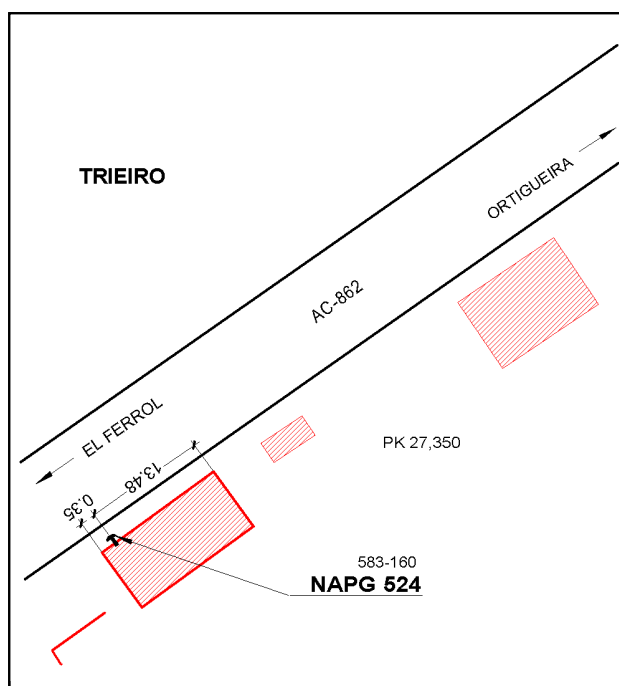 TRIEIRO
ORTIGUEIRA
AC-862
EL FERROL
PK 27,350
13,48
0,35
583-160
NAPG 524